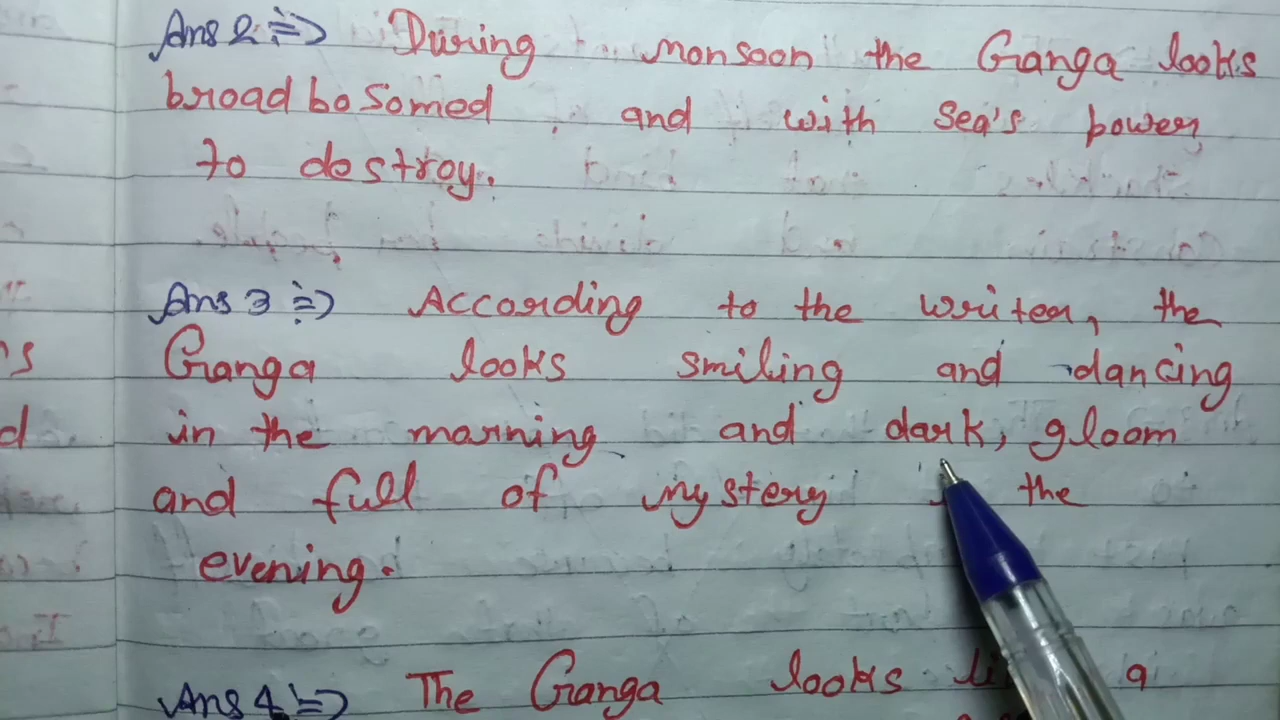 Ans 2 ⇒ During monsoon the Ganga looks
broad bosomed and with sea's power
to destroy.
Ans 3 ⇒ According to the writer, the
Ganga looks smiling and dancing
in the marning and dark, gloom
and full of mystery the
evening.
Ans 4 ⇒ The Ganga looks a